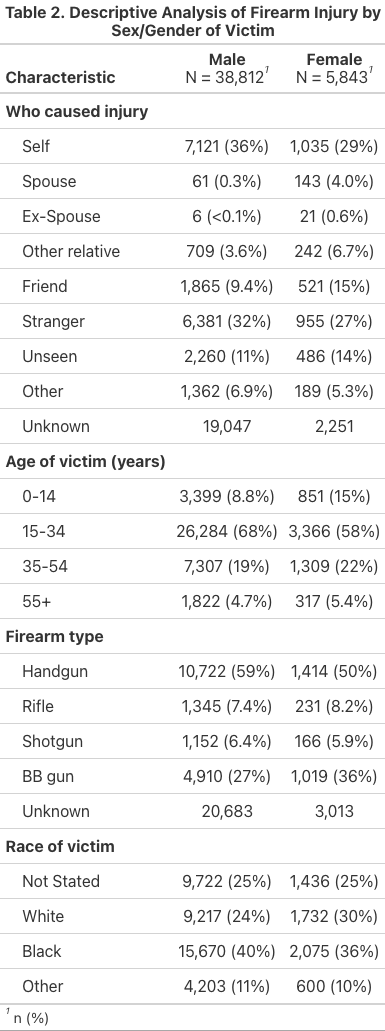 Table 2. Descriptive Analysis of Firearm Injury by
Sex/Gender of Victim
Characteristic Male Female
N = 38,812¹ N = 5,843¹
Who caused injury
Self 7,121 (36%) 1,035 (29%)
Spouse 61 (0.3%) 143 (4.0%)
Ex-Spouse 6 (<0.1%) 21 (0.6%)
Other relative 709 (3.6%) 242 (6.7%)
Friend 1,865 (9.4%) 521 (15%)
Stranger 6,381 (32%) 955 (27%)
Unseen 2,260 (11%) 486 (14%)
Other 1,362 (6.9%) 189 (5.3%)
Unknown 19,047 2,251
Age of victim (years)
0-14 3,399 (8.8%) 851 (15%)
15-34 26,284 (68%) 3,366 (58%)
35-54 7,307 (19%) 1,309 (22%)
55+ 1,822 (4.7%) 317 (5.4%)
Firearm type
Handgun 10,722 (59%) 1,414 (50%)
Rifle 1,345 (7.4%) 231 (8.2%)
Shotgun 1,152 (6.4%) 166 (5.9%)
BB gun 4,910 (27%) 1,019 (36%)
Unknown 20,683 3,013
Race of victim
Not Stated 9,722 (25%) 1,436 (25%)
White 9,217 (24%) 1,732 (30%)
Black 15,670 (40%) 2,075 (36%)
Other 4,203 (11%) 600 (10%)
¹ n (%)